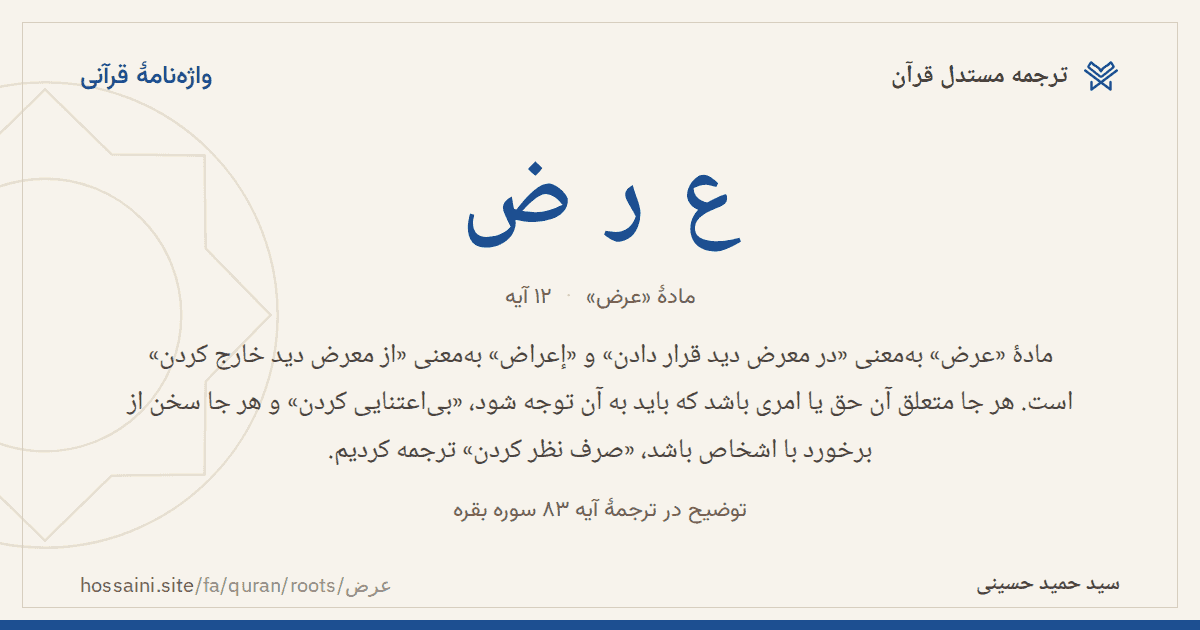 ترجمه مستدل قرآن
واژه‌نامهٔ قرآنی
ع ر ض
مادهٔ «عرض» · ۱۲ آیه
مادهٔ «عرض» به‌معنی «در معرض دید قرار دادن» و «إعراض» به‌معنی «از معرض دید خارج کردن»
است. هر جا متعلق آن حق یا امری باشد که باید به آن توجه شود، «بی‌اعتنایی کردن» و هر جا سخن از
برخورد با اشخاص باشد، «صرف نظر کردن» ترجمه کردیم.
توضیح در ترجمهٔ آیه ۸۳ سوره بقره
سید حمید حسینی
hossaini.site/fa/quran/roots/عرض